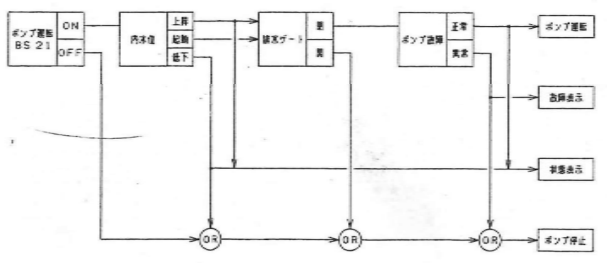 ポンプ運転
BS 21
ON
OFF
内水位
上昇
起動
低下
排水ゲート
開
ポンプ故障
正常
異常
ポンプ運転
故障表示
状態表示
ポンプ停止
OR
OR
OR